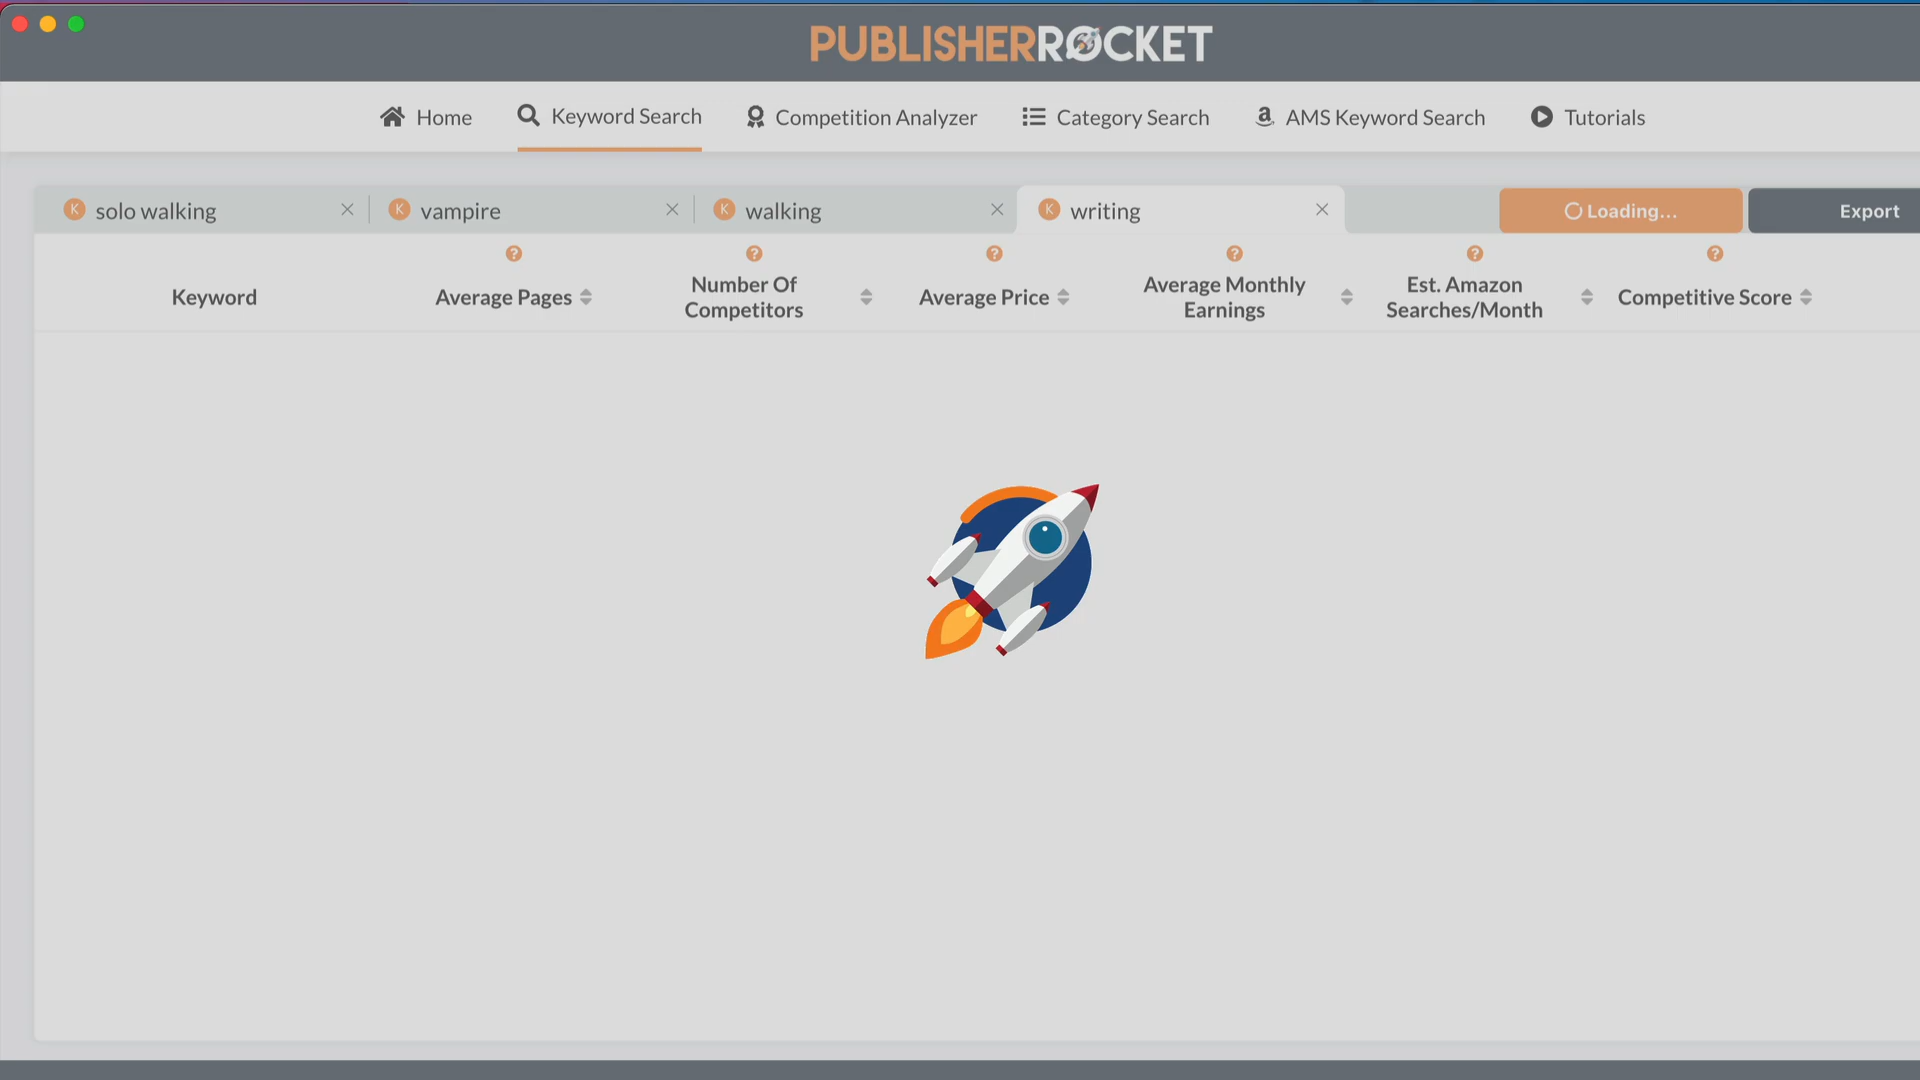 PUBLISHERROCKET
Home Keyword Search Competition Analyzer Category Search a AMS Keyword Search Tutorials
K solo walking K vampire K walking K writing Loading... Export
? ? ? ? ? ?
Keyword Average Pages Number Of Competitors Average Price Average Monthly Earnings Est. Amazon Searches/Month Competitive Score